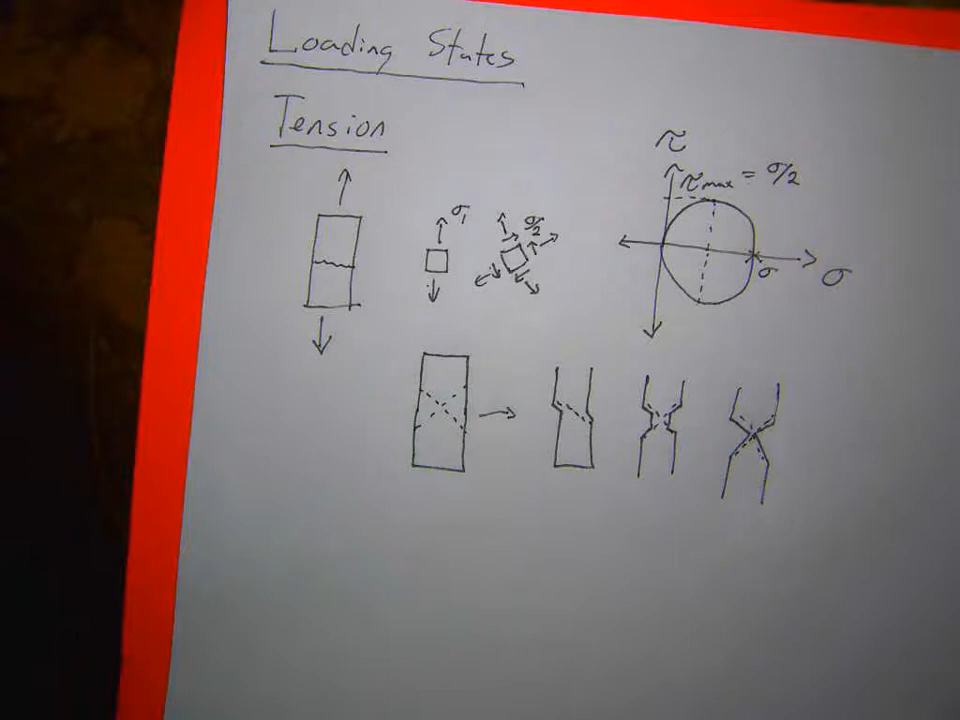 Loading States
Tension
τ
τmax = σ/2
σ1
σ/2
σ
σ